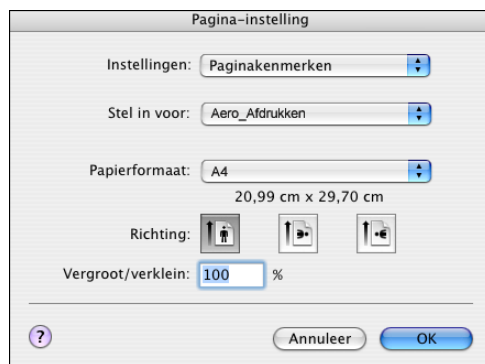 Pagina-instelling
Instellingen: Paginakenmerken
Stel in voor: Aero_Afdrukken
Papierformaat: A4
20,99 cm x 29,70 cm
Richting:
Vergroot/verklein: 100 %
? Annuleer OK